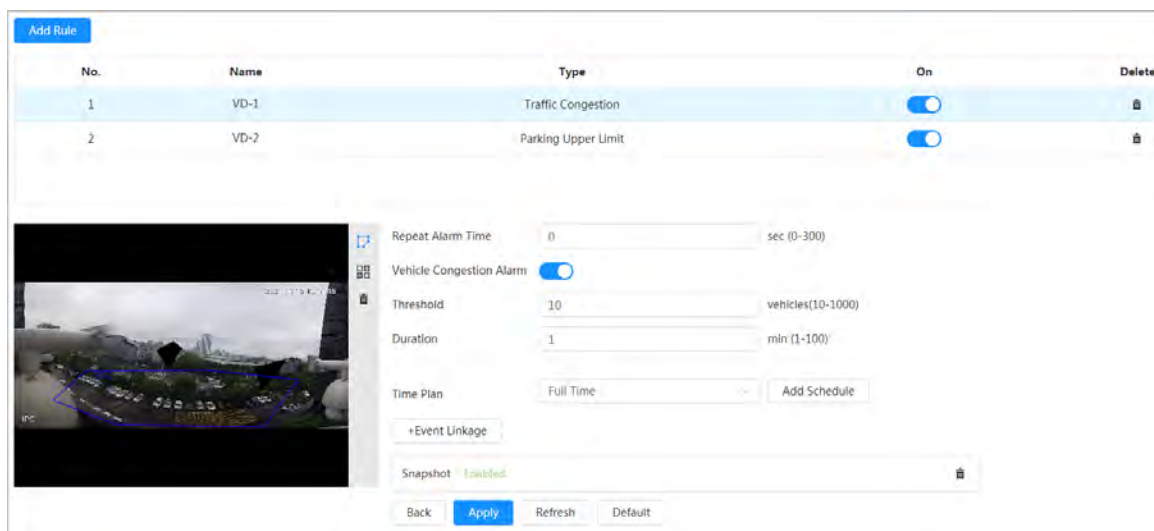 Add Rule
No. Name Type On Delete
1 VD-1 Traffic Congestion
2 VD-2 Parking Upper Limit
Repeat Alarm Time 0 sec (0-300)
Vehicle Congestion Alarm
Threshold 10 vehicles(10-1000)
Duration 1 min (1-100)
Time Plan Full Time Add Schedule
IPC
+Event Linkage
Snapshot Enabled
Back Apply Refresh Default